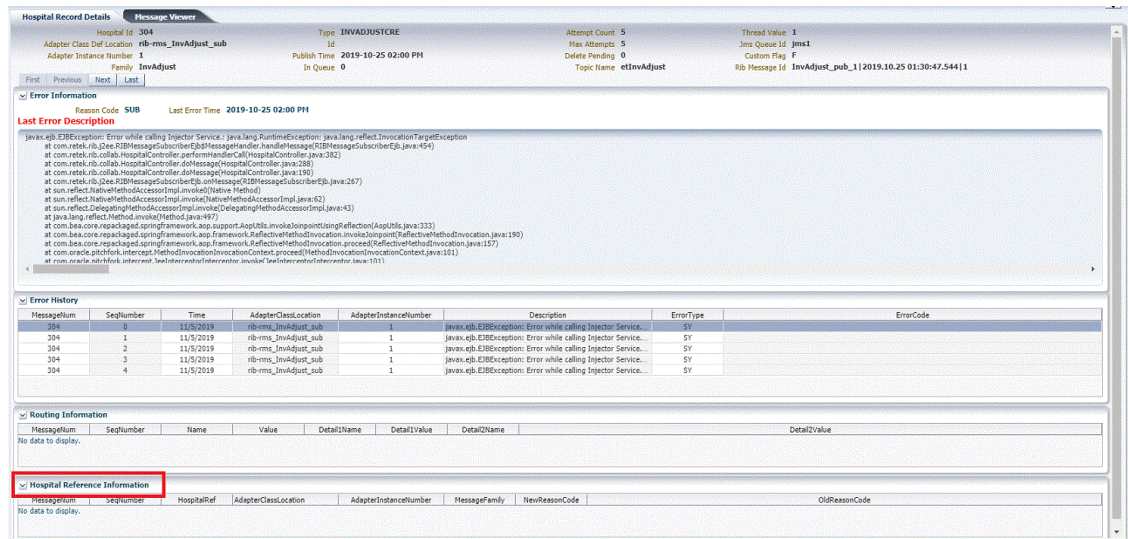 Hospital Record Details Message Viewer
Hospital Id 304 Type INVADJUSTCRE Attempt Count 5 Thread Value 1
Adapter Class Def Location rib-rms_InvAdjust_sub Id Max Attempts 5 Jms Queue Id jms1
Adapter Instance Number 1 Publish Time 2019-10-25 02:00 PM Delete Pending 0 Custom Flag F
Family InvAdjust In Queue 0 Topic Name etInvAdjust Rib Message Id InvAdjust_pub_1|2019.10.25 01:30:47.544|1
First Previous Next Last
Error Information
Reason Code SUB Last Error Time 2019-10-25 02:00 PM
Last Error Description
javax.ejb.EJBException: Error while calling Injector Service.: java.lang.RuntimeException: java.lang.reflect.InvocationTargetException
at com.retek.rib.j2ee.RIBMessageSubscriberEjb$MessageHandler.handleMessage(RIBMessageSubscriberEjb.java:454)
at com.retek.rib.collab.HospitalController.performHandlerCall(HospitalController.java:382)
at com.retek.rib.collab.HospitalController.doMessage(HospitalController.java:288)
at com.retek.rib.collab.HospitalController.doMessage(HospitalController.java:190)
at com.retek.rib.j2ee.RIBMessageSubscriberEjb.onMessage(RIBMessageSubscriberEjb.java:267)
at sun.reflect.NativeMethodAccessorImpl.invoke0(Native Method)
at sun.reflect.NativeMethodAccessorImpl.invoke(NativeMethodAccessorImpl.java:62)
at sun.reflect.DelegatingMethodAccessorImpl.invoke(DelegatingMethodAccessorImpl.java:43)
at java.lang.reflect.Method.invoke(Method.java:497)
at com.bea.core.repackaged.springframework.aop.support.AopUtils.invokeJoinpointUsingReflection(AopUtils.java:333)
at com.bea.core.repackaged.springframework.aop.framework.ReflectiveMethodInvocation.invokeJoinpoint(ReflectiveMethodInvocation.java:190)
at com.bea.core.repackaged.springframework.aop.framework.ReflectiveMethodInvocation.proceed(ReflectiveMethodInvocation.java:157)
at com.oracle.pitchfork.intercept.MethodInvocationInvocationContext.proceed(MethodInvocationInvocationContext.java:101)
at com.oracle.pitchfork.intercept.JeeInterceptorInterceptor.invoke(JeeInterceptorInterceptor.java:101)
Error History
MessageNum SeqNumber Time AdapterClassLocation AdapterInstanceNumber Description ErrorType ErrorCode
304 0 11/5/2019 rib-rms_InvAdjust_sub 1 javax.ejb.EJBException: Error while calling Injector Service.... SY
304 1 11/5/2019 rib-rms_InvAdjust_sub 1 javax.ejb.EJBException: Error while calling Injector Service.... SY
304 2 11/5/2019 rib-rms_InvAdjust_sub 1 javax.ejb.EJBException: Error while calling Injector Service.... SY
304 3 11/5/2019 rib-rms_InvAdjust_sub 1 javax.ejb.EJBException: Error while calling Injector Service.... SY
304 4 11/5/2019 rib-rms_InvAdjust_sub 1 javax.ejb.EJBException: Error while calling Injector Service.... SY
Routing Information
MessageNum SeqNumber Name Value Detail1Name Detail1Value Detail2Name Detail2Value
No data to display.
Hospital Reference Information
MessageNum SeqNumber HospitalRef AdapterClassLocation AdapterInstanceNumber MessageFamily NewReasonCode OldReasonCode
No data to display.